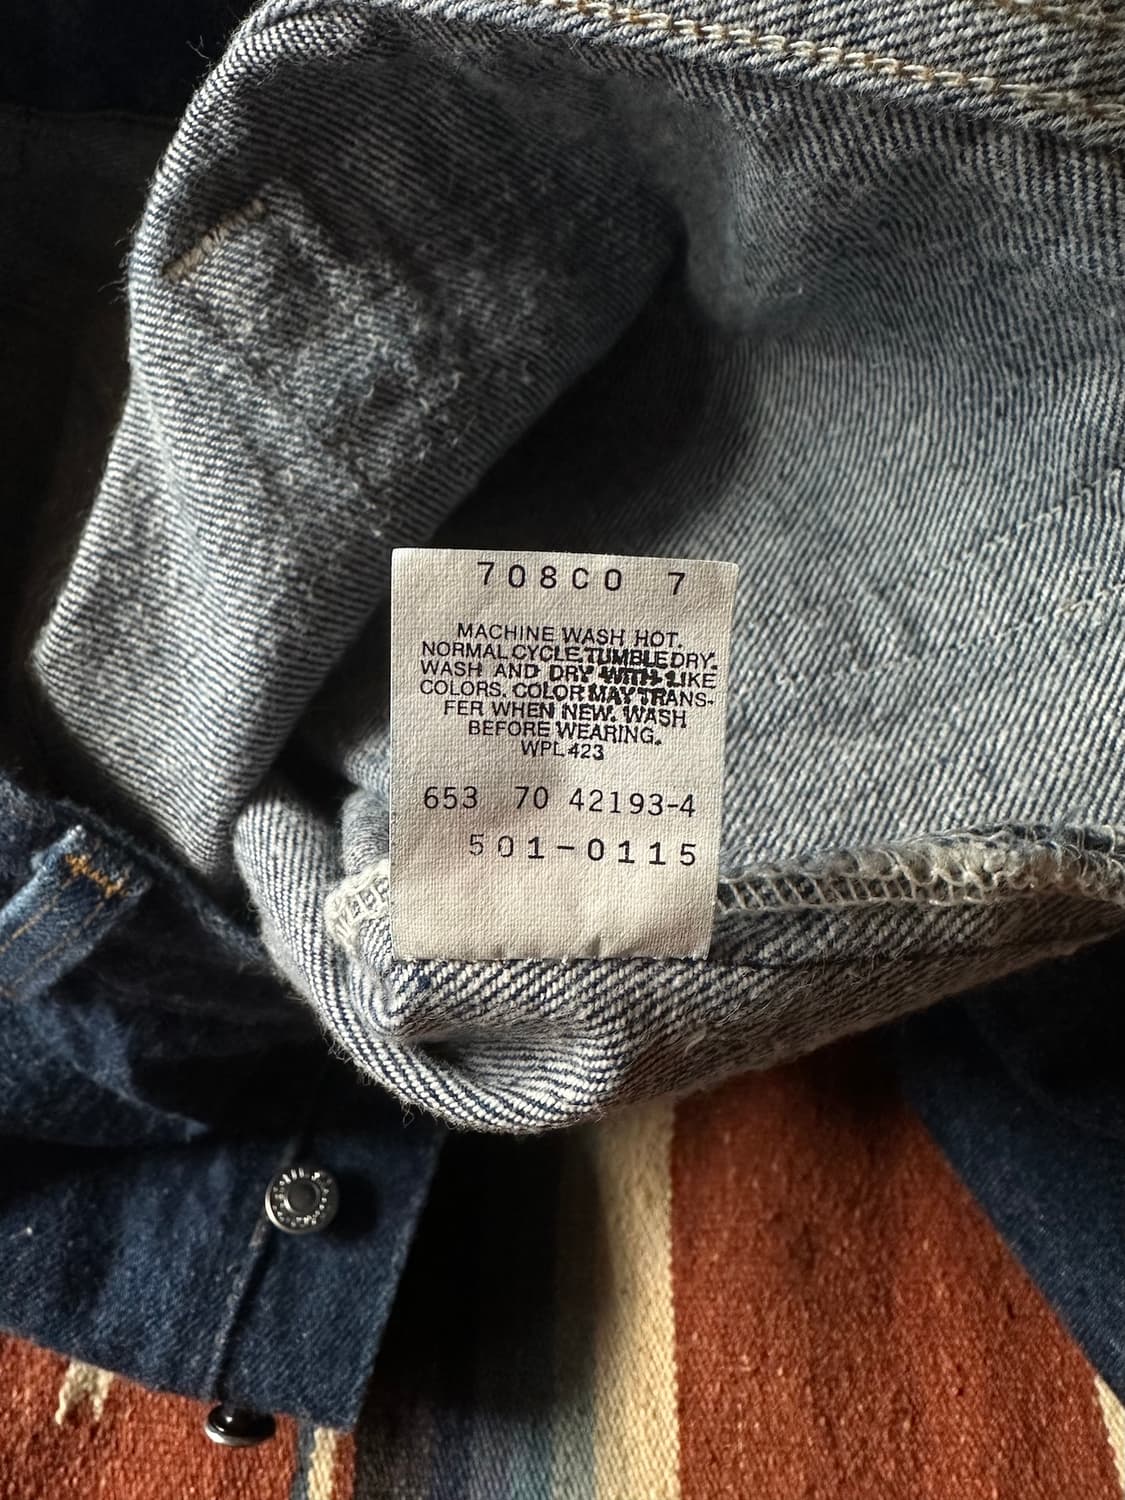 708C0 7
MACHINE WASH HOT.
NORMAL CYCLE TUMBLE DRY.
WASH AND DRY WITH LIKE
COLORS. COLOR MAY TRANS-
FER WHEN NEW. WASH
BEFORE WEARING.
WPL 423
653 70 42193-4
501-0115